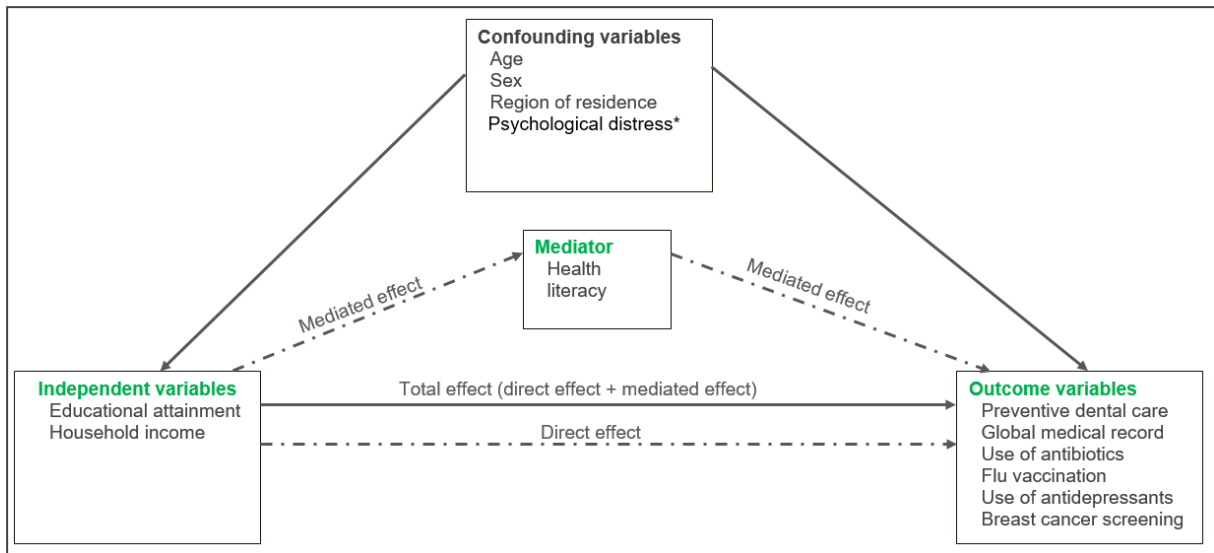 Confounding variables
Age
Sex
Region of residence
Psychological distress*
Mediator
Health
literacy
Mediated effect
Mediated effect
Independent variables
Educational attainment
Household income
Total effect (direct effect + mediated effect)
Direct effect
Outcome variables
Preventive dental care
Global medical record
Use of antibiotics
Flu vaccination
Use of antidepressants
Breast cancer screening